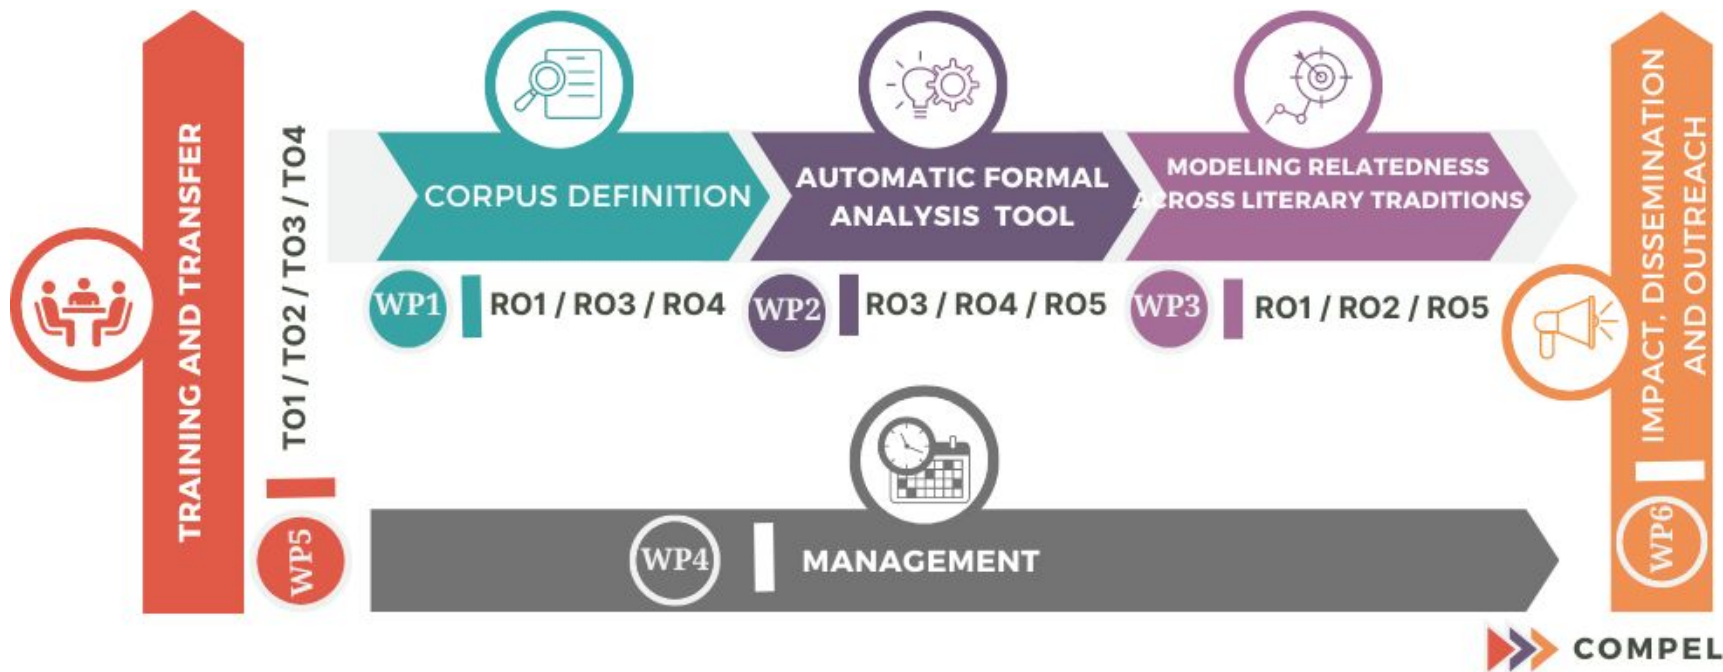 TRAINING AND TRANSFER
TO1 / TO2 / TO3 / TO4
WP5
CORPUS DEFINITION
WP1
RO1 / RO3 / RO4
AUTOMATIC FORMAL
ANALYSIS TOOL
WP2
RO3 / RO4 / RO5
MODELING RELATEDNESS
ACROSS LITERARY TRADITIONS
WP3
RO1 / RO2 / RO5
WP4
MANAGEMENT
IMPACT, DISSEMINATION
AND OUTREACH
WP6
COMPEL